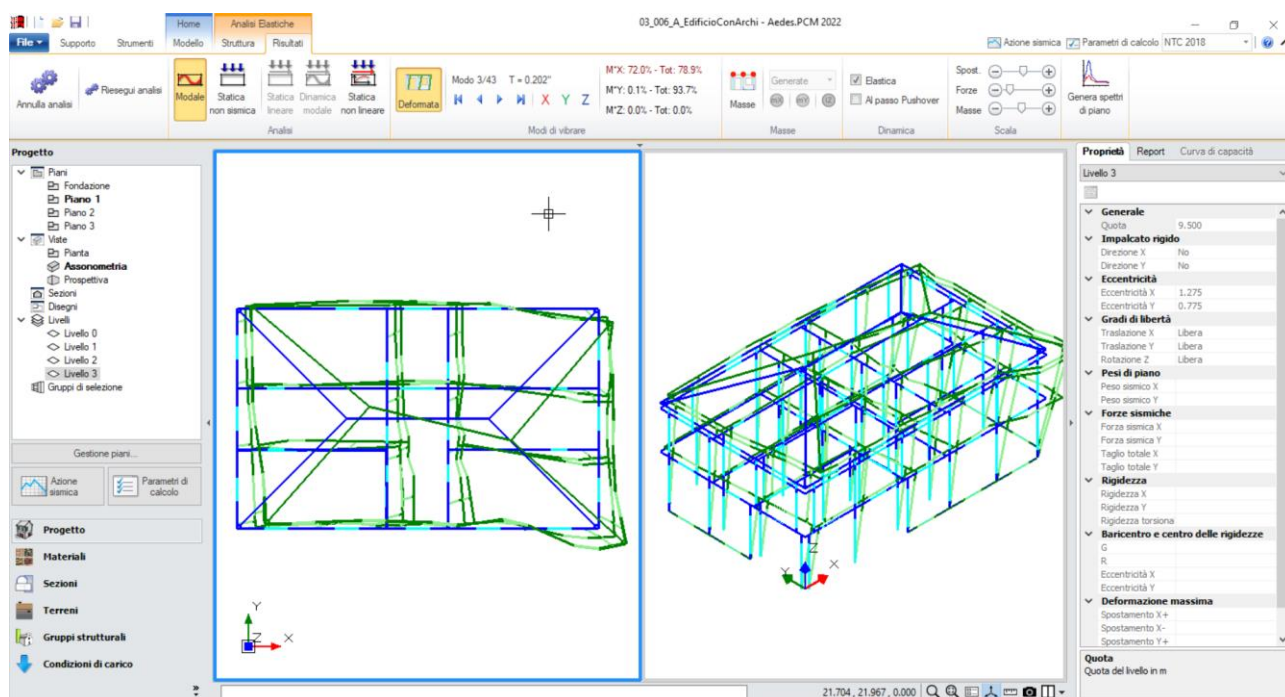 03_006_A_EdificioConArchi - Aedes.PCM 2022
Home
Analisi Elastiche
File
Supporto
Strumenti
Modello
Struttura
Risultati
Azione sismica
Parametri di calcolo
NTC 2018
Annulla analisi
Riesegui analisi
Modale
Statica non sismica
Statica lineare
Dinamica modale
Statica non lineare
Analisi
Deformata
Modo 3/43 T = 0.202"
X Y Z
M*X: 72.0% - Tot: 78.9%
M*Y: 0.1% - Tot: 93.7%
M*Z: 0.0% - Tot: 0.0%
Modi di vibrare
Masse
Generate
Masse
Elastica
Al passo Pushover
Dinamica
Spost.
Forze
Masse
Scala
Genera spettri di piano
Progetto
Piani
Fondazione
Piano 1
Piano 2
Piano 3
Viste
Pianta
Assonometria
Prospettiva
Sezioni
Disegni
Livelli
Livello 0
Livello 1
Livello 2
Livello 3
Gruppi di selezione
Gestione piani...
Azione sismica
Parametri di calcolo
Progetto
Materiali
Sezioni
Terreni
Gruppi strutturali
Condizioni di carico
Y
Z
X
Z
Y
X
21.704 , 21.967 , 0.000
Proprietà
Report
Curva di capacità
Livello 3
Generale
Quota 9.500
Impalcato rigido
Direzione X No
Direzione Y No
Eccentricità
Eccentricità X 1.275
Eccentricità Y 0.775
Gradi di libertà
Traslazione X Libera
Traslazione Y Libera
Rotazione Z Libera
Pesi di piano
Peso sismico X
Peso sismico Y
Forze sismiche
Forza sismica X
Forza sismica Y
Taglio totale X
Taglio totale Y
Rigidezza
Rigidezza X
Rigidezza Y
Rigidezza torsiona
Baricentro e centro delle rigidezze
G
R
Eccentricità X
Eccentricità Y
Deformazione massima
Spostamento X+
Spostamento X-
Spostamento Y+
Quota
Quota del livello in m